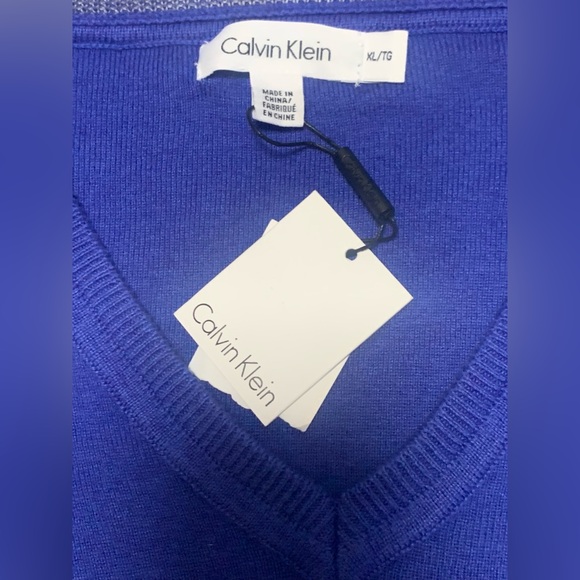 Calvin Klein
XL/TG
MADE IN
CHINA/
FABRIQUÉ
EN CHINE
Calvin Klein